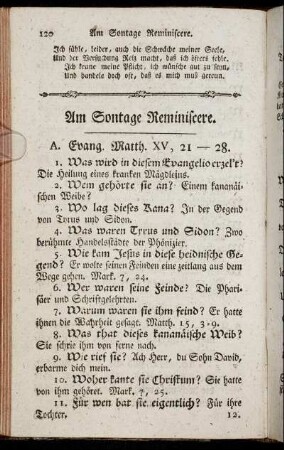 120 Am Sontage Reminiscere.
Ich fühle, leider, auch die Schwäche meiner Seele,
Und der Versuchung Reiz macht, daß ich öfters fehle.
Ich kenne meine Pflicht, ich wünsche gut zu seyn,
Und handele doch oft, daß es mich muß gereun.
Am Sontage Reminiscere.
A. Evang. Matth. XV, 21 — 28.
1. Was wird in diesem Evangelio erzelt?
Die Heilung eines kranken Mägdleins.
2. Wem gehörte sie an? Einem kananäi-
schen Weibe?
3. Wo lag dieses Kana? In der Gegend
von Tyrus und Sidon.
4. Was waren Tyrus und Sidon? Zwo
berühmte Handelsstädte der Phönizier.
5. Wie kam Jesus in diese heidnische Ge-
gend? Er wolte seinen Feinden eine zeitlang aus dem
Wege gehen. Mark. 7, 24.
6. Wer waren seine Feinde? Die Phari-
säer und Schriftgelehrten.
7. Warum waren sie ihm feind? Er hatte
ihnen die Wahrheit gesagt. Matth. 15, 3-9.
8. Was that dieses kananäische Weib?
Sie schrie ihm von ferne nach.
9. Wie rief sie? Ach Herr, du Sohn David,
erbarme dich mein.
10. Woher kante sie Christum? Sie hatte
von ihm gehöret. Mark. 7, 25.
11. Für wen bat sie eigentlich? Für ihre
Tochter. 12.